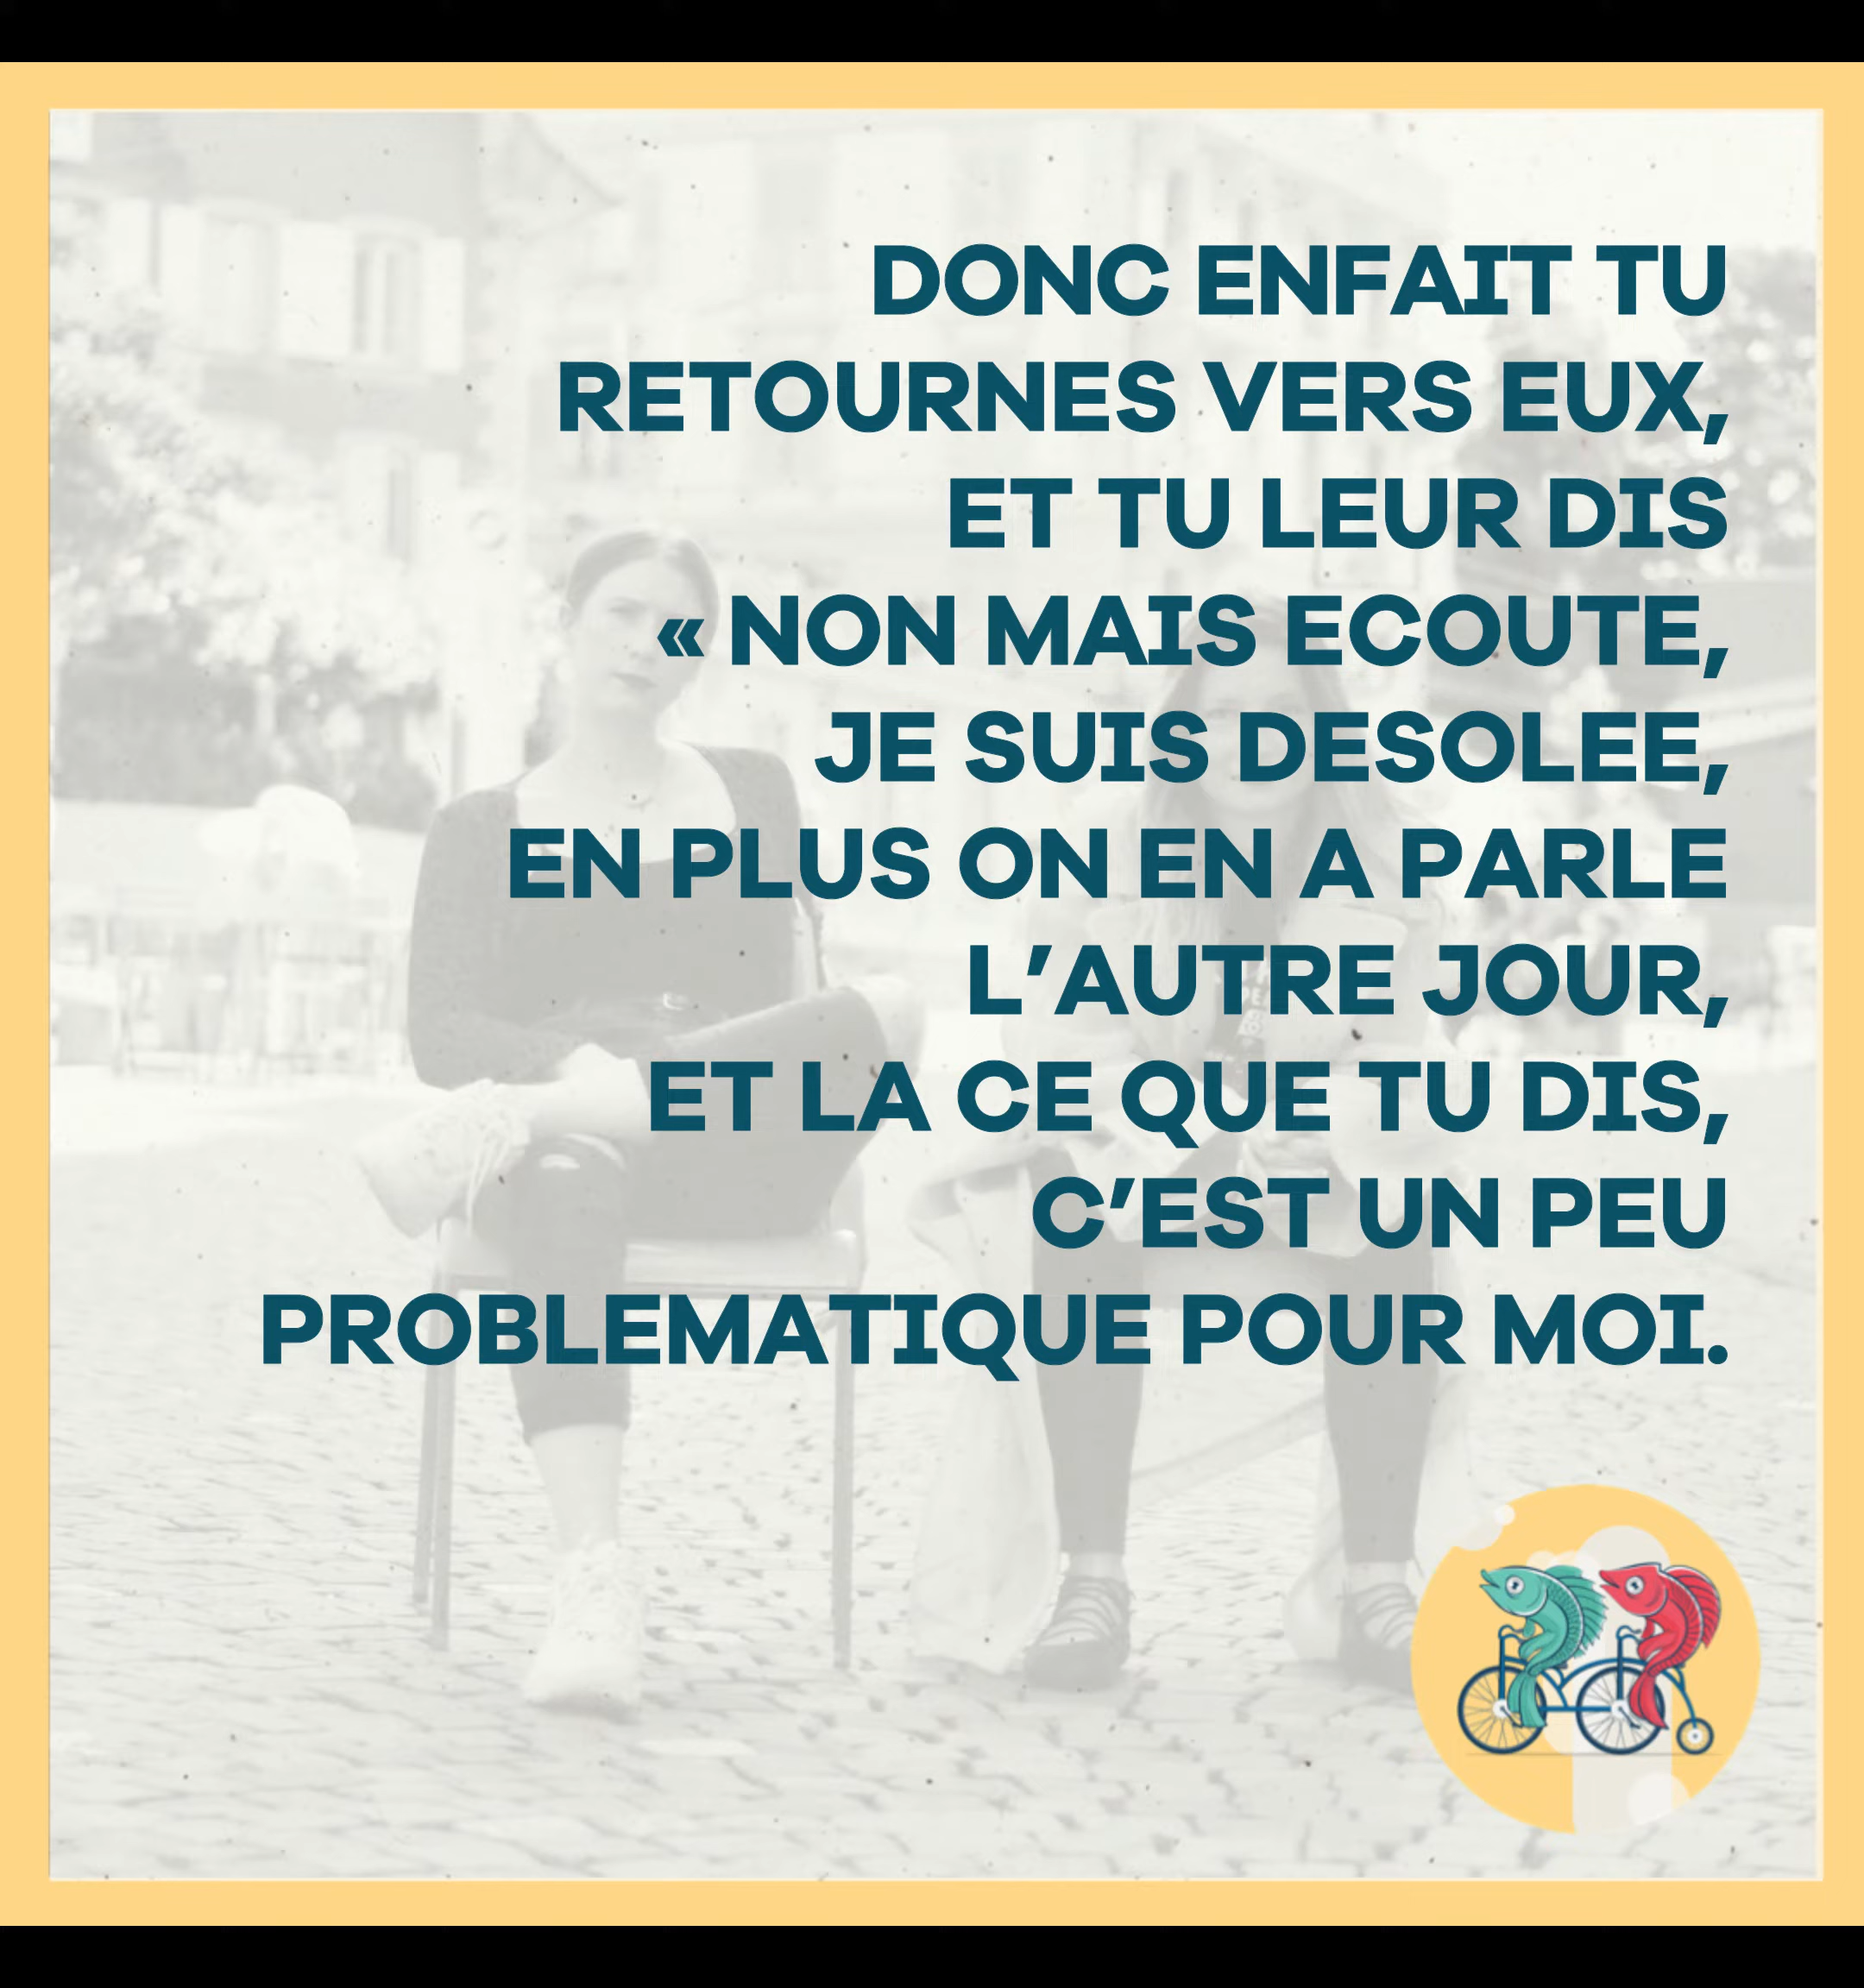 DONC ENFAIT TU
RETOURNES VERS EUX,
ET TU LEUR DIS
« NON MAIS ECOUTE,
JE SUIS DESOLEE,
EN PLUS ON EN A PARLE
L'AUTRE JOUR,
ET LA CE QUE TU DIS,
C'EST UN PEU
PROBLEMATIQUE POUR MOI.